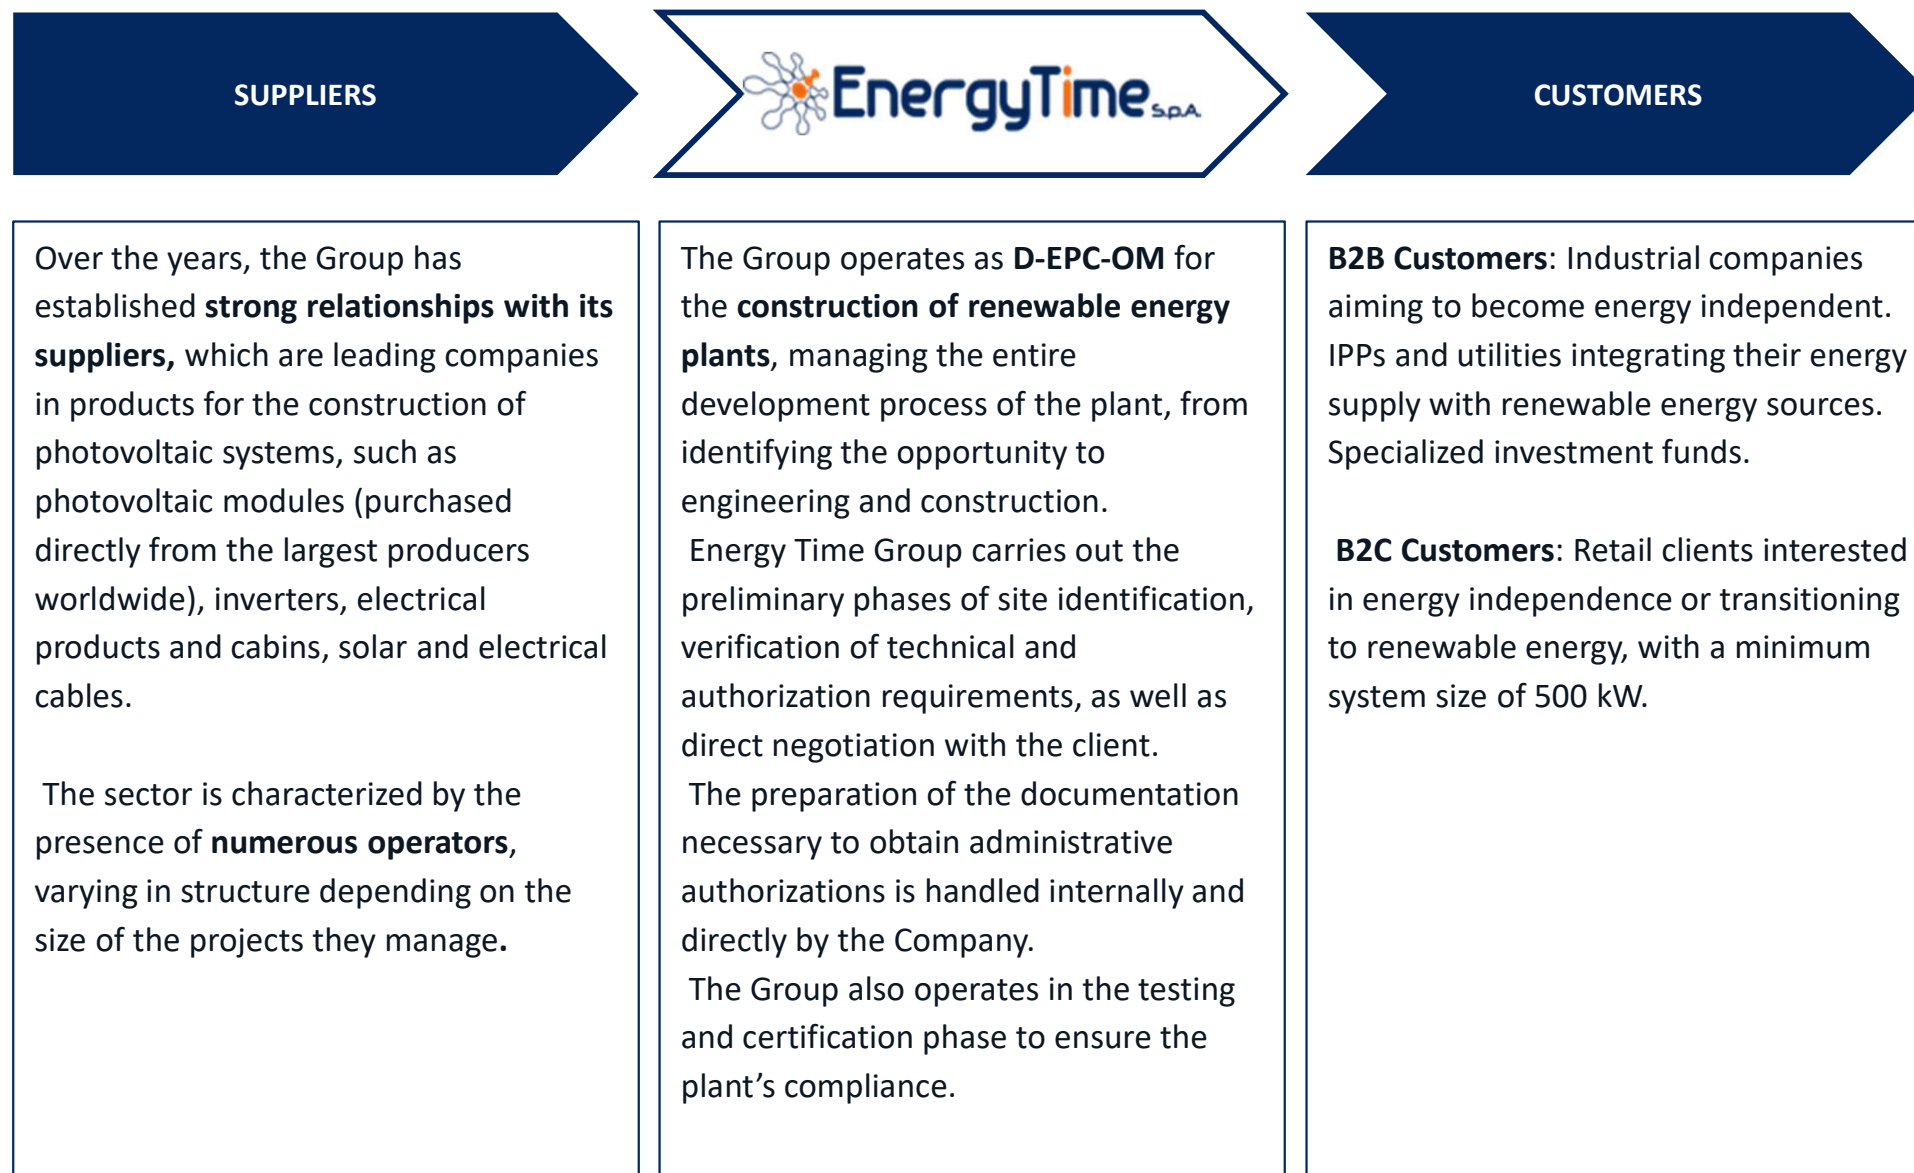 SUPPLIERS
EnergyTime S.p.A.
CUSTOMERS
Over the years, the Group has
established strong relationships with its
suppliers, which are leading companies
in products for the construction of
photovoltaic systems, such as
photovoltaic modules (purchased
directly from the largest producers
worldwide), inverters, electrical
products and cabins, solar and electrical
cables.
The sector is characterized by the
presence of numerous operators,
varying in structure depending on the
size of the projects they manage.
The Group operates as D-EPC-OM for
the construction of renewable energy
plants, managing the entire
development process of the plant, from
identifying the opportunity to
engineering and construction.
Energy Time Group carries out the
preliminary phases of site identification,
verification of technical and
authorization requirements, as well as
direct negotiation with the client.
The preparation of the documentation
necessary to obtain administrative
authorizations is handled internally and
directly by the Company.
The Group also operates in the testing
and certification phase to ensure the
plant’s compliance.
B2B Customers: Industrial companies
aiming to become energy independent.
IPPs and utilities integrating their energy
supply with renewable energy sources.
Specialized investment funds.
B2C Customers: Retail clients interested
in energy independence or transitioning
to renewable energy, with a minimum
system size of 500 kW.